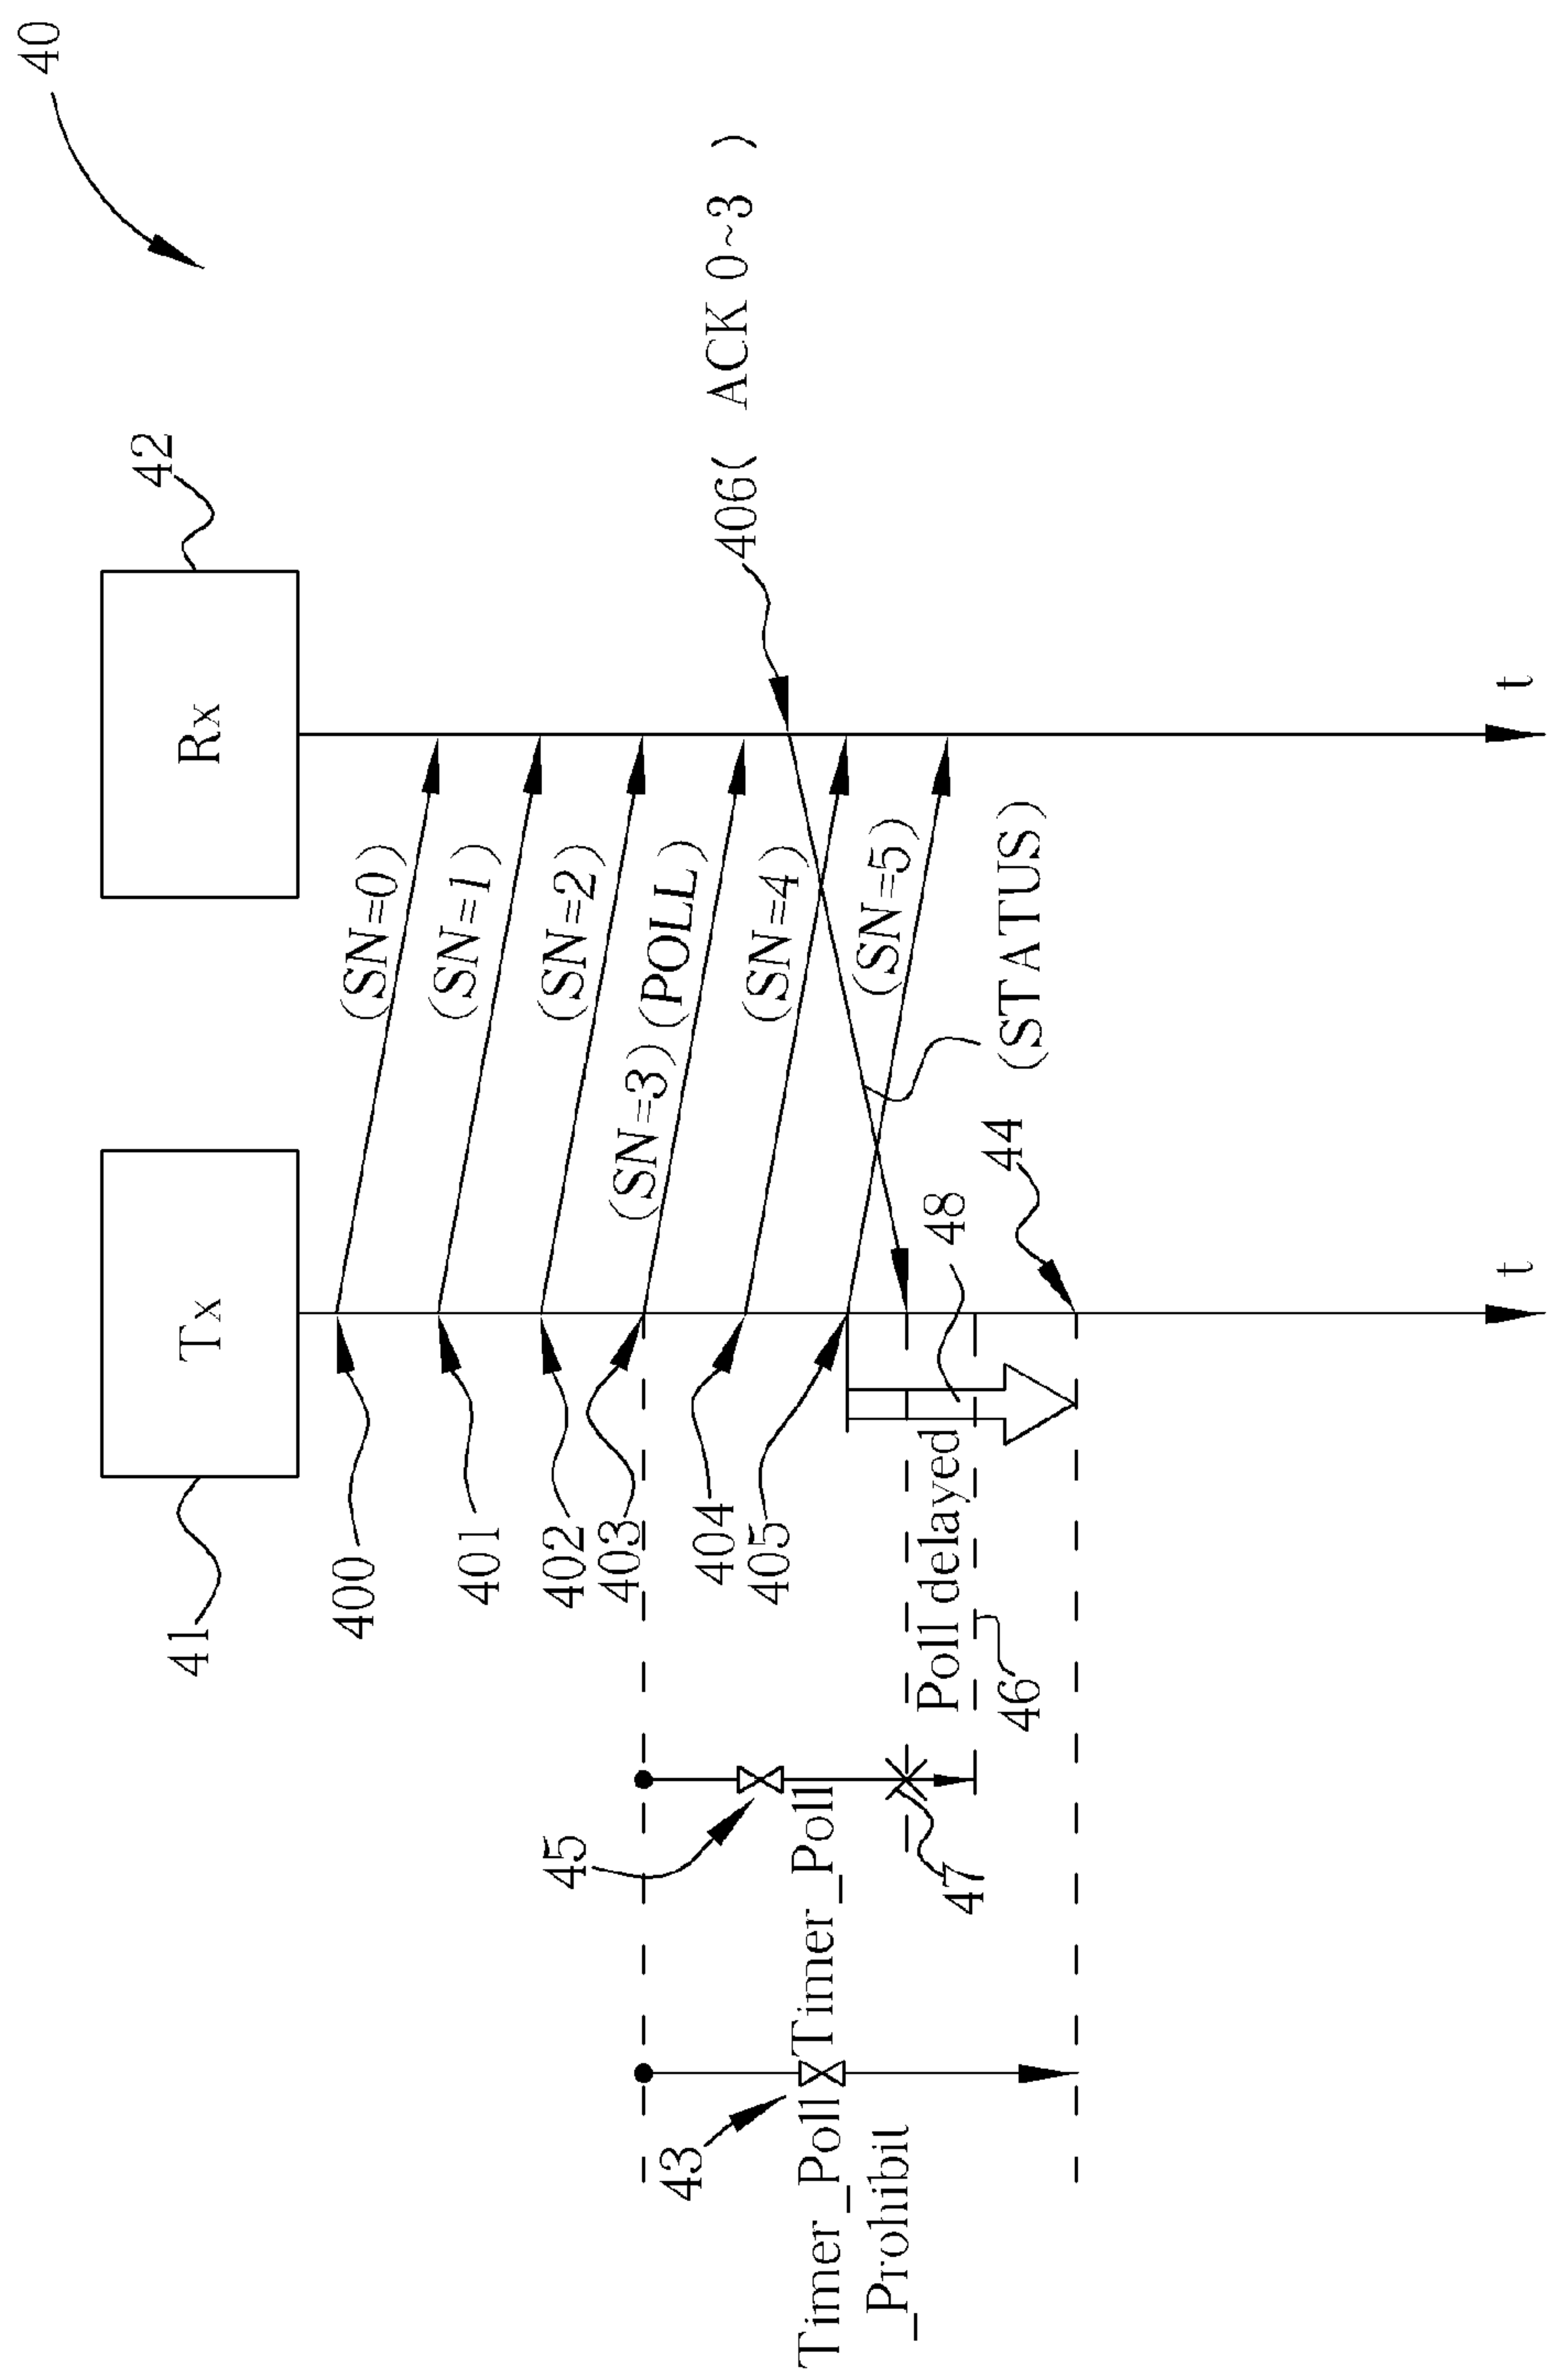 40
Tx
Rx
41
42
400
(SN=0)
401
(SN=1)
402
(SN=2)
403
(SN=3)(POLL)
404
(SN=4)
405
(SN=5)
406( ACK 0~3 )
(STATUS)
43
Timer_Poll
_Prohibit
45
Timer_Poll
47
Poll delayed
46
48
44
t
t